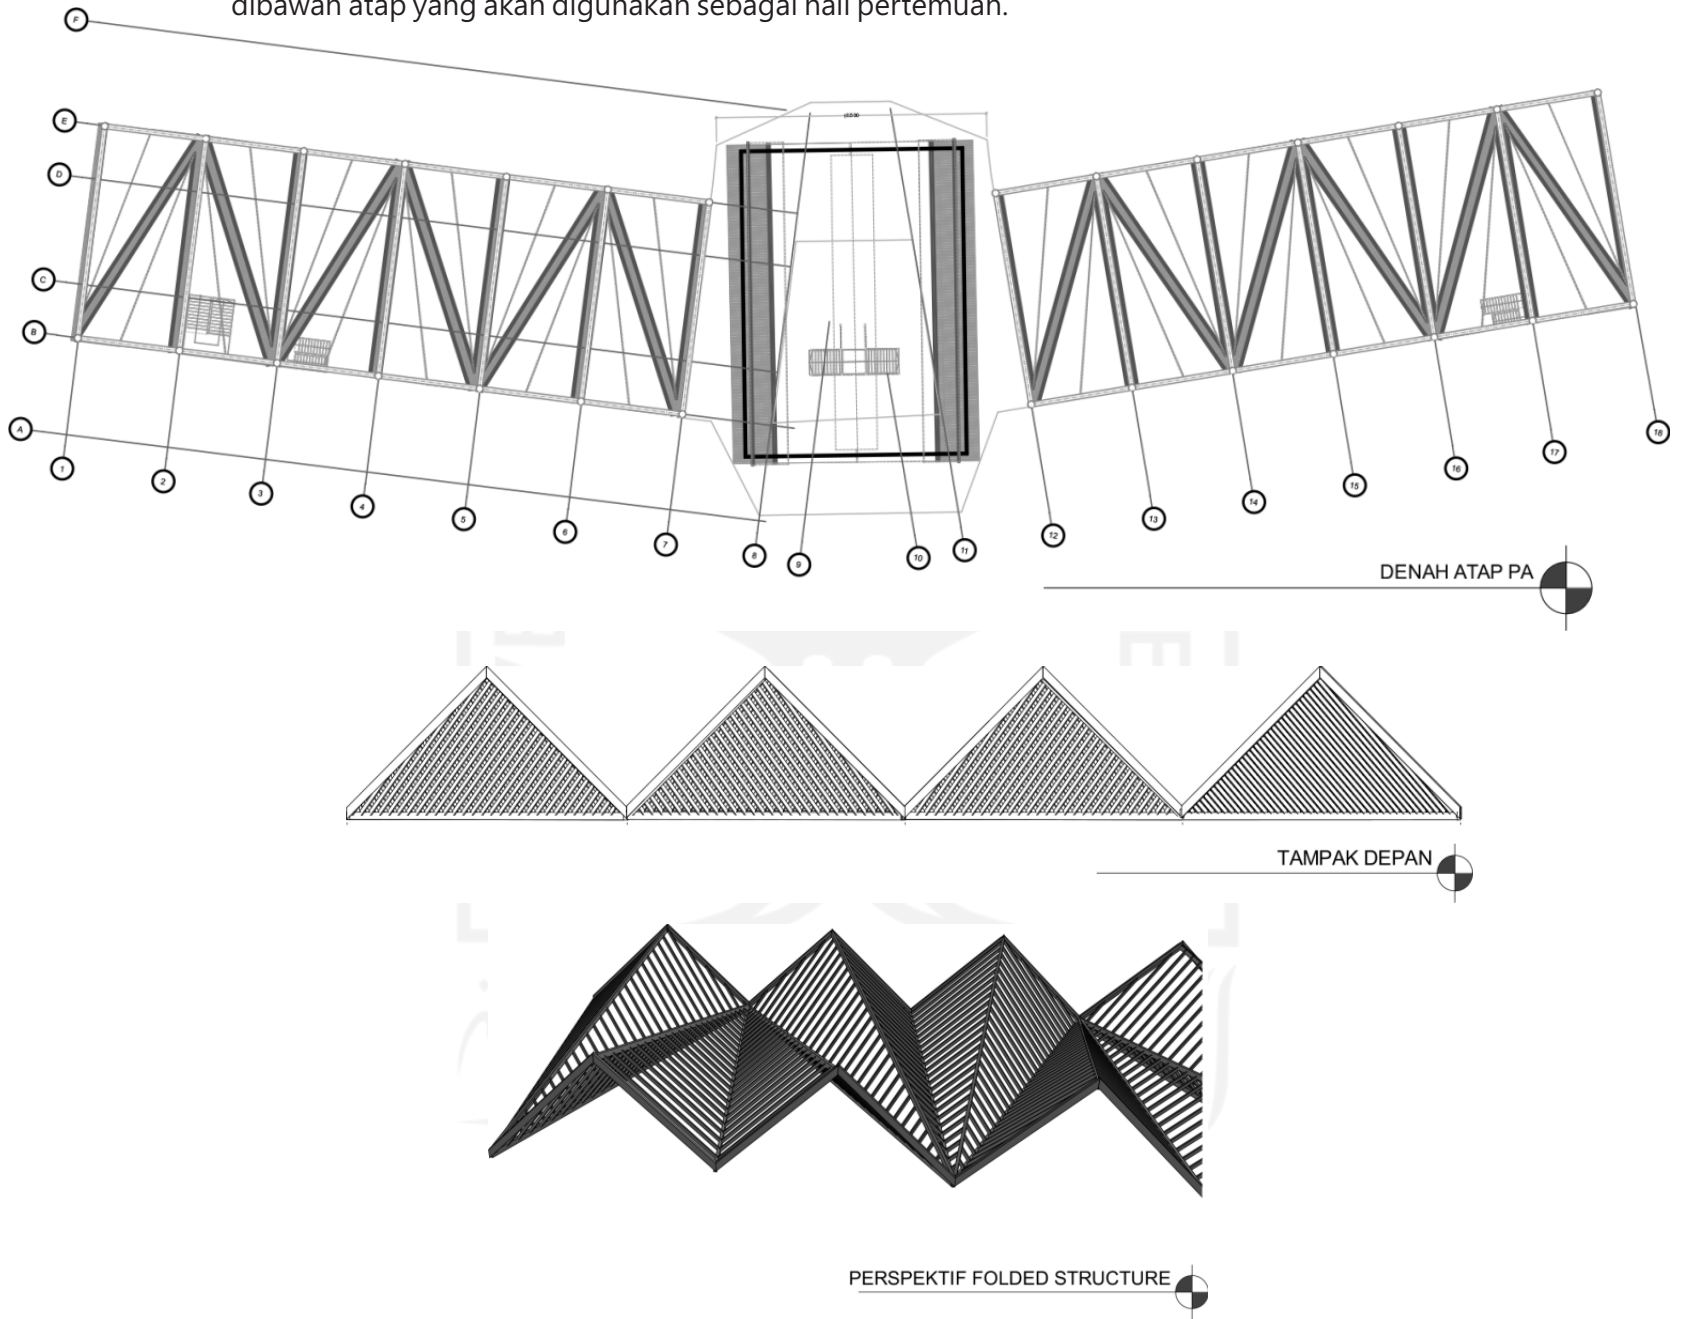 dibawah atap yang akan digunakan sebagai hall pertemuan.
F
E
D
C
B
A
1
2
3
4
5
6
7
8
9
10
11
12
13
14
15
16
17
18
DENAH ATAP PA
TAMPAK DEPAN
PERSPEKTIF FOLDED STRUCTURE